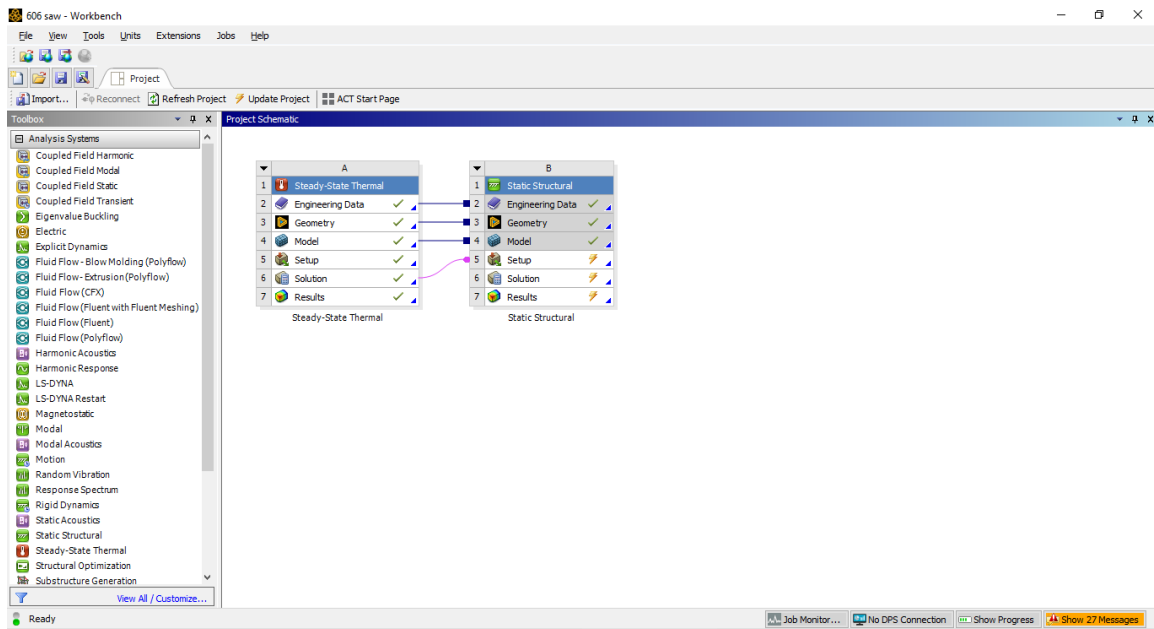 606 saw - Workbench
File View Tools Units Extensions Jobs Help
Project
Import... Reconnect Refresh Project Update Project ACT Start Page
Toolbox
Project Schematic
Analysis Systems
Coupled Field Harmonic
Coupled Field Modal
Coupled Field Static
Coupled Field Transient
Eigenvalue Buckling
Electric
Explicit Dynamics
Fluid Flow - Blow Molding (Polyflow)
Fluid Flow - Extrusion (Polyflow)
Fluid Flow (CFX)
Fluid Flow (Fluent with Fluent Meshing)
Fluid Flow (Fluent)
Fluid Flow (Polyflow)
Harmonic Acoustics
Harmonic Response
LS-DYNA
LS-DYNA Restart
Magnetostatic
Modal
Modal Acoustics
Motion
Random Vibration
Response Spectrum
Rigid Dynamics
Static Acoustics
Static Structural
Steady-State Thermal
Structural Optimization
Substructure Generation
View All / Customize...
A
1 Steady-State Thermal
2 Engineering Data
3 Geometry
4 Model
5 Setup
6 Solution
7 Results
Steady-State Thermal
B
1 Static Structural
2 Engineering Data
3 Geometry
4 Model
5 Setup
6 Solution
7 Results
Static Structural
Ready
Job Monitor... No DPS Connection Show Progress Show 27 Messages